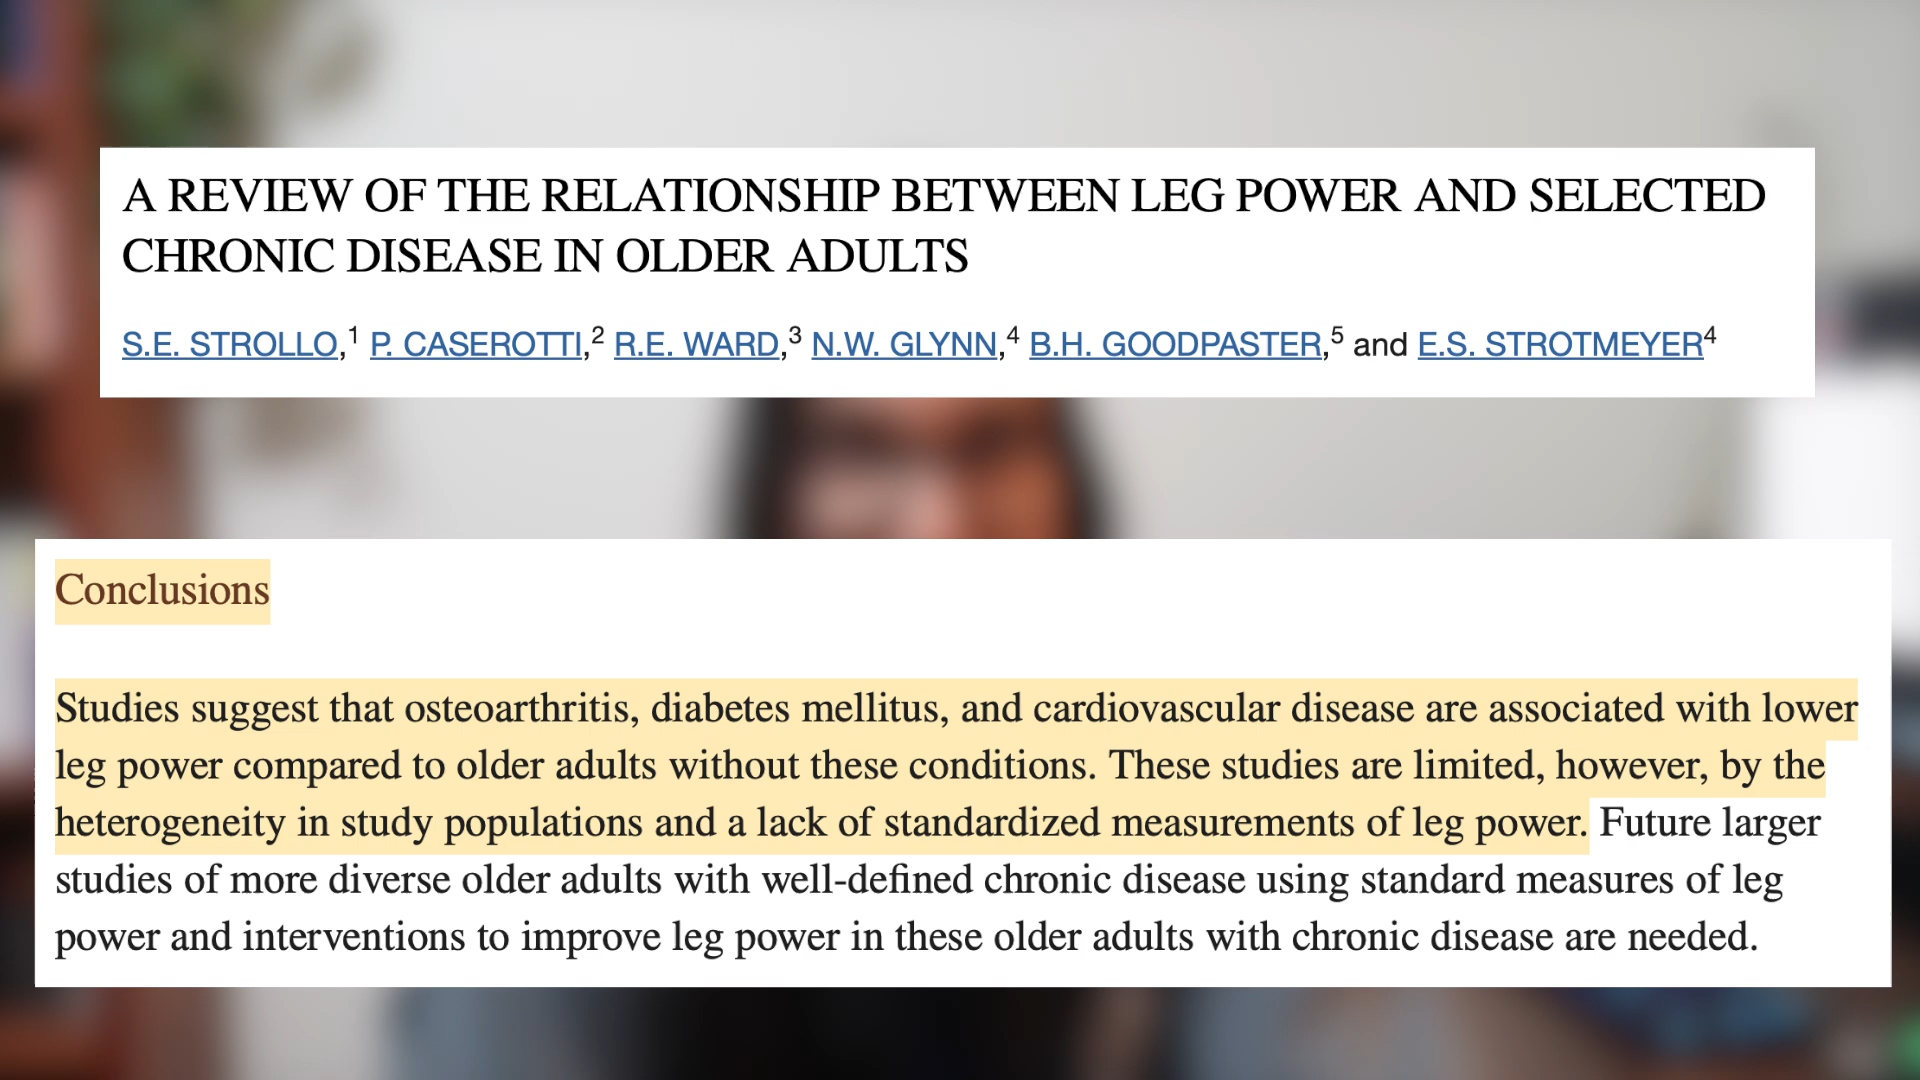 A REVIEW OF THE RELATIONSHIP BETWEEN LEG POWER AND SELECTED
CHRONIC DISEASE IN OLDER ADULTS
S.E. STROLLO,1 P. CASEROTTI,2 R.E. WARD,3 N.W. GLYNN,4 B.H. GOODPASTER,5 and E.S. STROTMEYER4
Conclusions
Studies suggest that osteoarthritis, diabetes mellitus, and cardiovascular disease are associated with lower
leg power compared to older adults without these conditions. These studies are limited, however, by the
heterogeneity in study populations and a lack of standardized measurements of leg power. Future larger
studies of more diverse older adults with well-defined chronic disease using standard measures of leg
power and interventions to improve leg power in these older adults with chronic disease are needed.